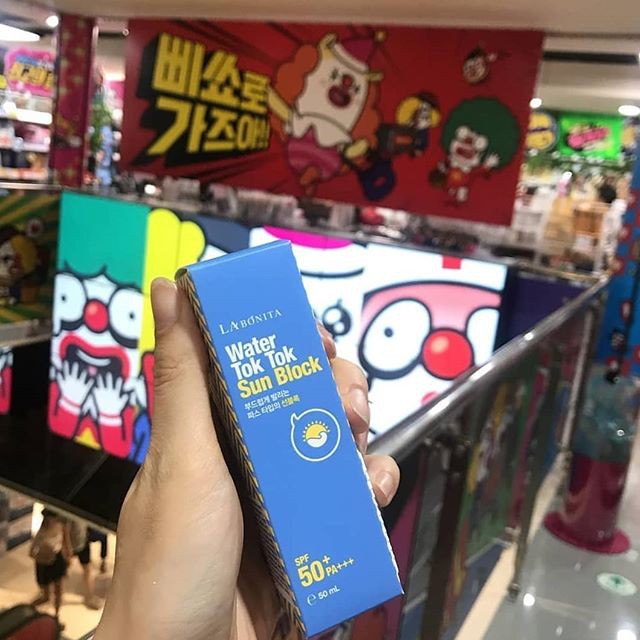 삐쑈로
가즈아!!
LABONITA
Water
Tok Tok
Sun Block
부드럽게 발리는
퍼스 타입의 선블록
SPF
50+
PA+++
℮ 50 mL